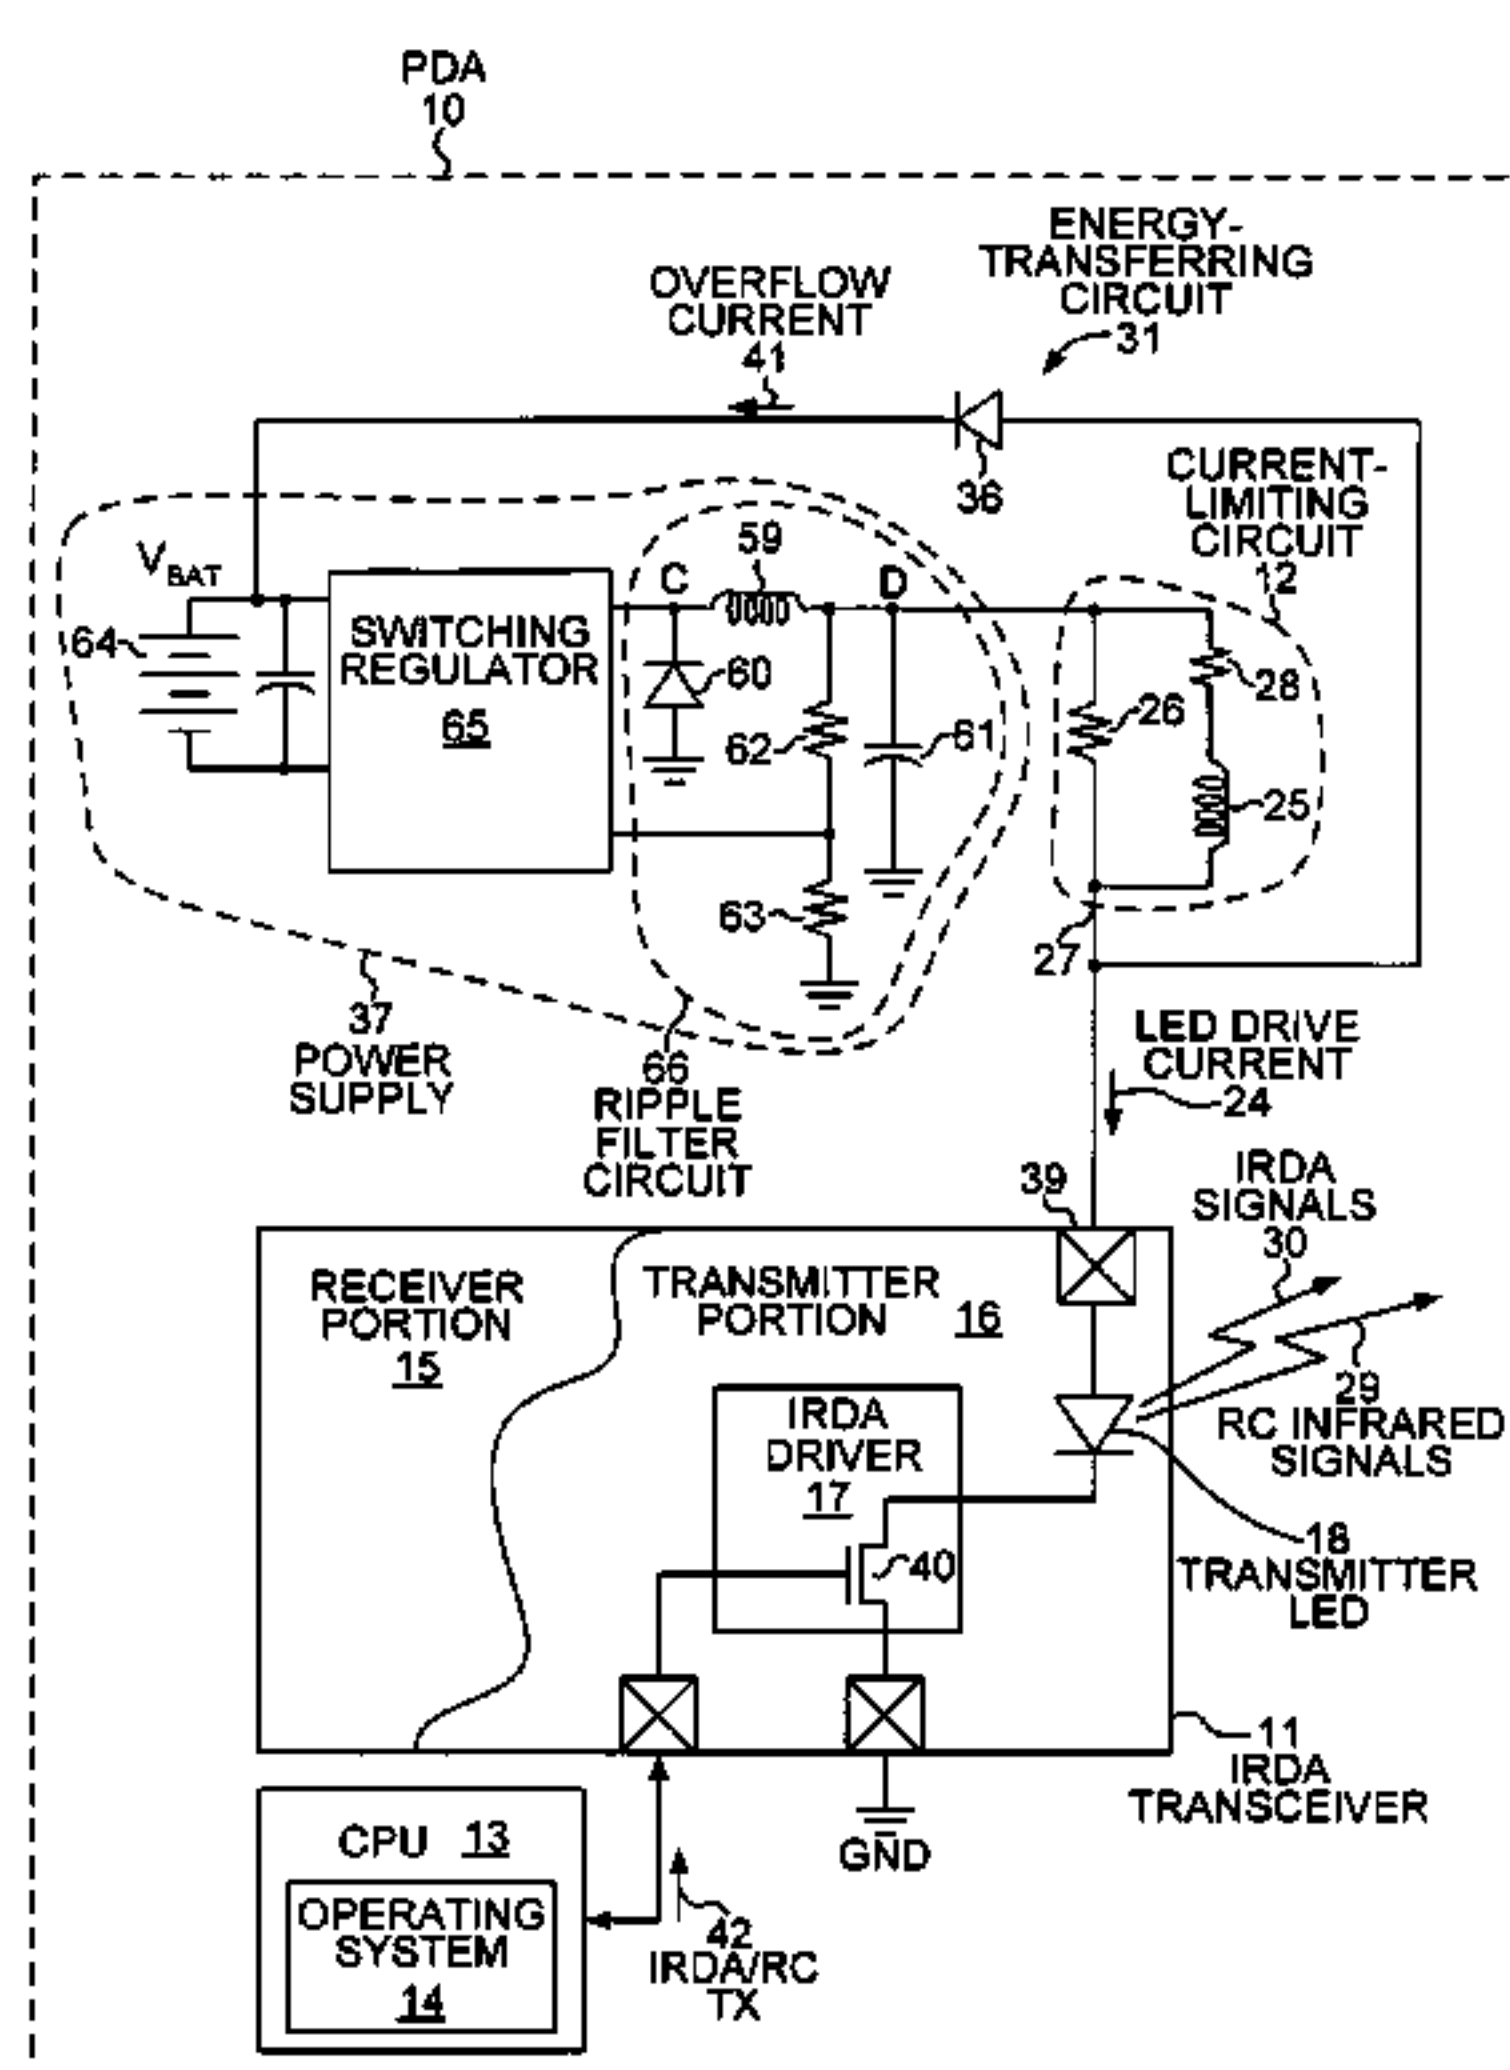 PDA
10
ENERGY-
TRANSFERRING
CIRCUIT
31
OVERFLOW
CURRENT
41
36
CURRENT-
LIMITING
CIRCUIT
12
59
C
D
VBAT
64
SWITCHING
REGULATOR
65
60
62
61
63
26
28
25
27
37
POWER
SUPPLY
66
RIPPLE
FILTER
CIRCUIT
LED DRIVE
CURRENT
24
39
IRDA
SIGNALS
30
29
RC INFRARED
SIGNALS
RECEIVER
PORTION
15
TRANSMITTER
PORTION
16
IRDA
DRIVER
17
40
18
TRANSMITTER
LED
11
IRDA
TRANSCEIVER
GND
CPU 13
OPERATING
SYSTEM
14
42
IRDA/RC
TX